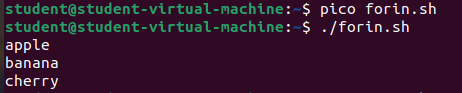 student@student-virtual-machine:~$ pico forin.sh
student@student-virtual-machine:~$ ./forin.sh
apple
banana
cherry